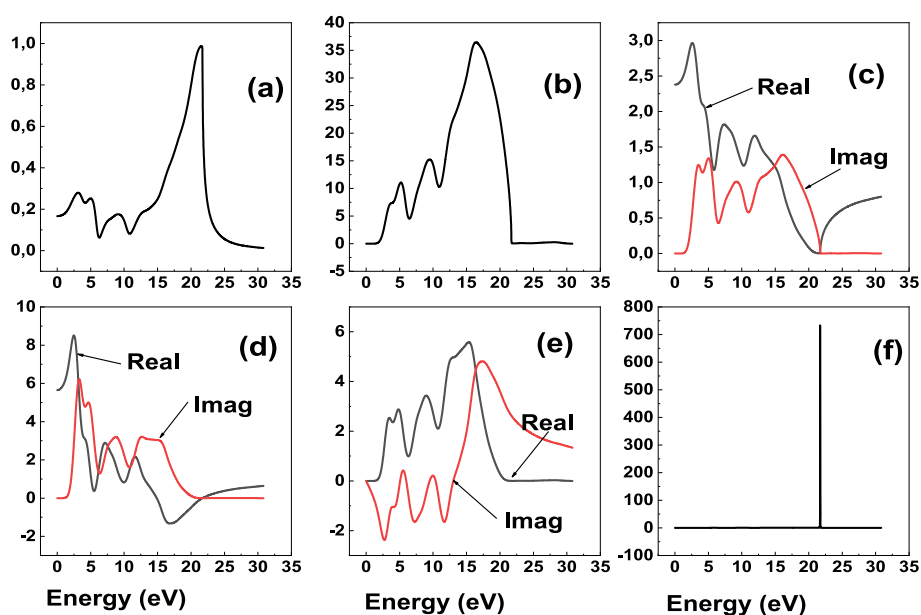 1,0
0,8
0,6
0,4
0,2
0,0
(a)
0 5 10 15 20 25 30 35
40
35
30
25
20
15
10
5
0
-5
(b)
0 5 10 15 20 25 30 35
3,0
2,5
2,0
1,5
1,0
0,5
0,0
(c)
Real
Imag
0 5 10 15 20 25 30 35
10
8
6
4
2
0
-2
(d)
Real
Imag
0 5 10 15 20 25 30 35
Energy (eV)
6
4
2
0
-2
(e)
Real
Imag
0 5 10 15 20 25 30 35
Energy (eV)
800
700
600
500
400
300
200
100
0
-100
(f)
0 5 10 15 20 25 30 35
Energy (eV)